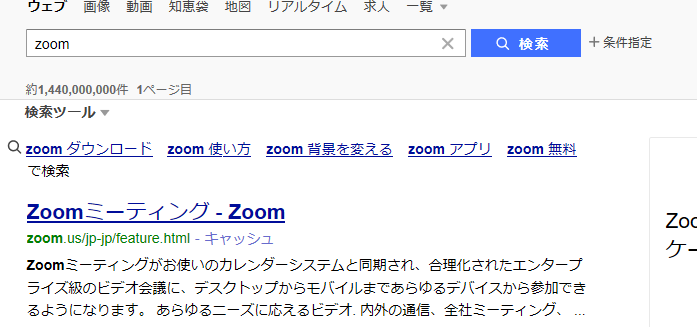 ウェブ 画像 動画 知恵袋 地図 リアルタイム 求人 一覧
zoom 検索 +条件指定
約1,440,000,000件 1ページ目
検索ツール
zoom ダウンロード zoom 使い方 zoom 背景を変える zoom アプリ zoom 無料
で検索
Zoomミーティング - Zoom
zoom.us/jp-jp/feature.html - キャッシュ
Zoomミーティングがお使いのカレンダーシステムと同期され、合理化されたエンタープ
ライズ級のビデオ会議に、デスクトップからモバイルまであらゆるデバイスから参加でき
るようになります。 あらゆるニーズに応えるビデオ. 内外の通信、全社ミーティング、 ...
Zoo
ケー